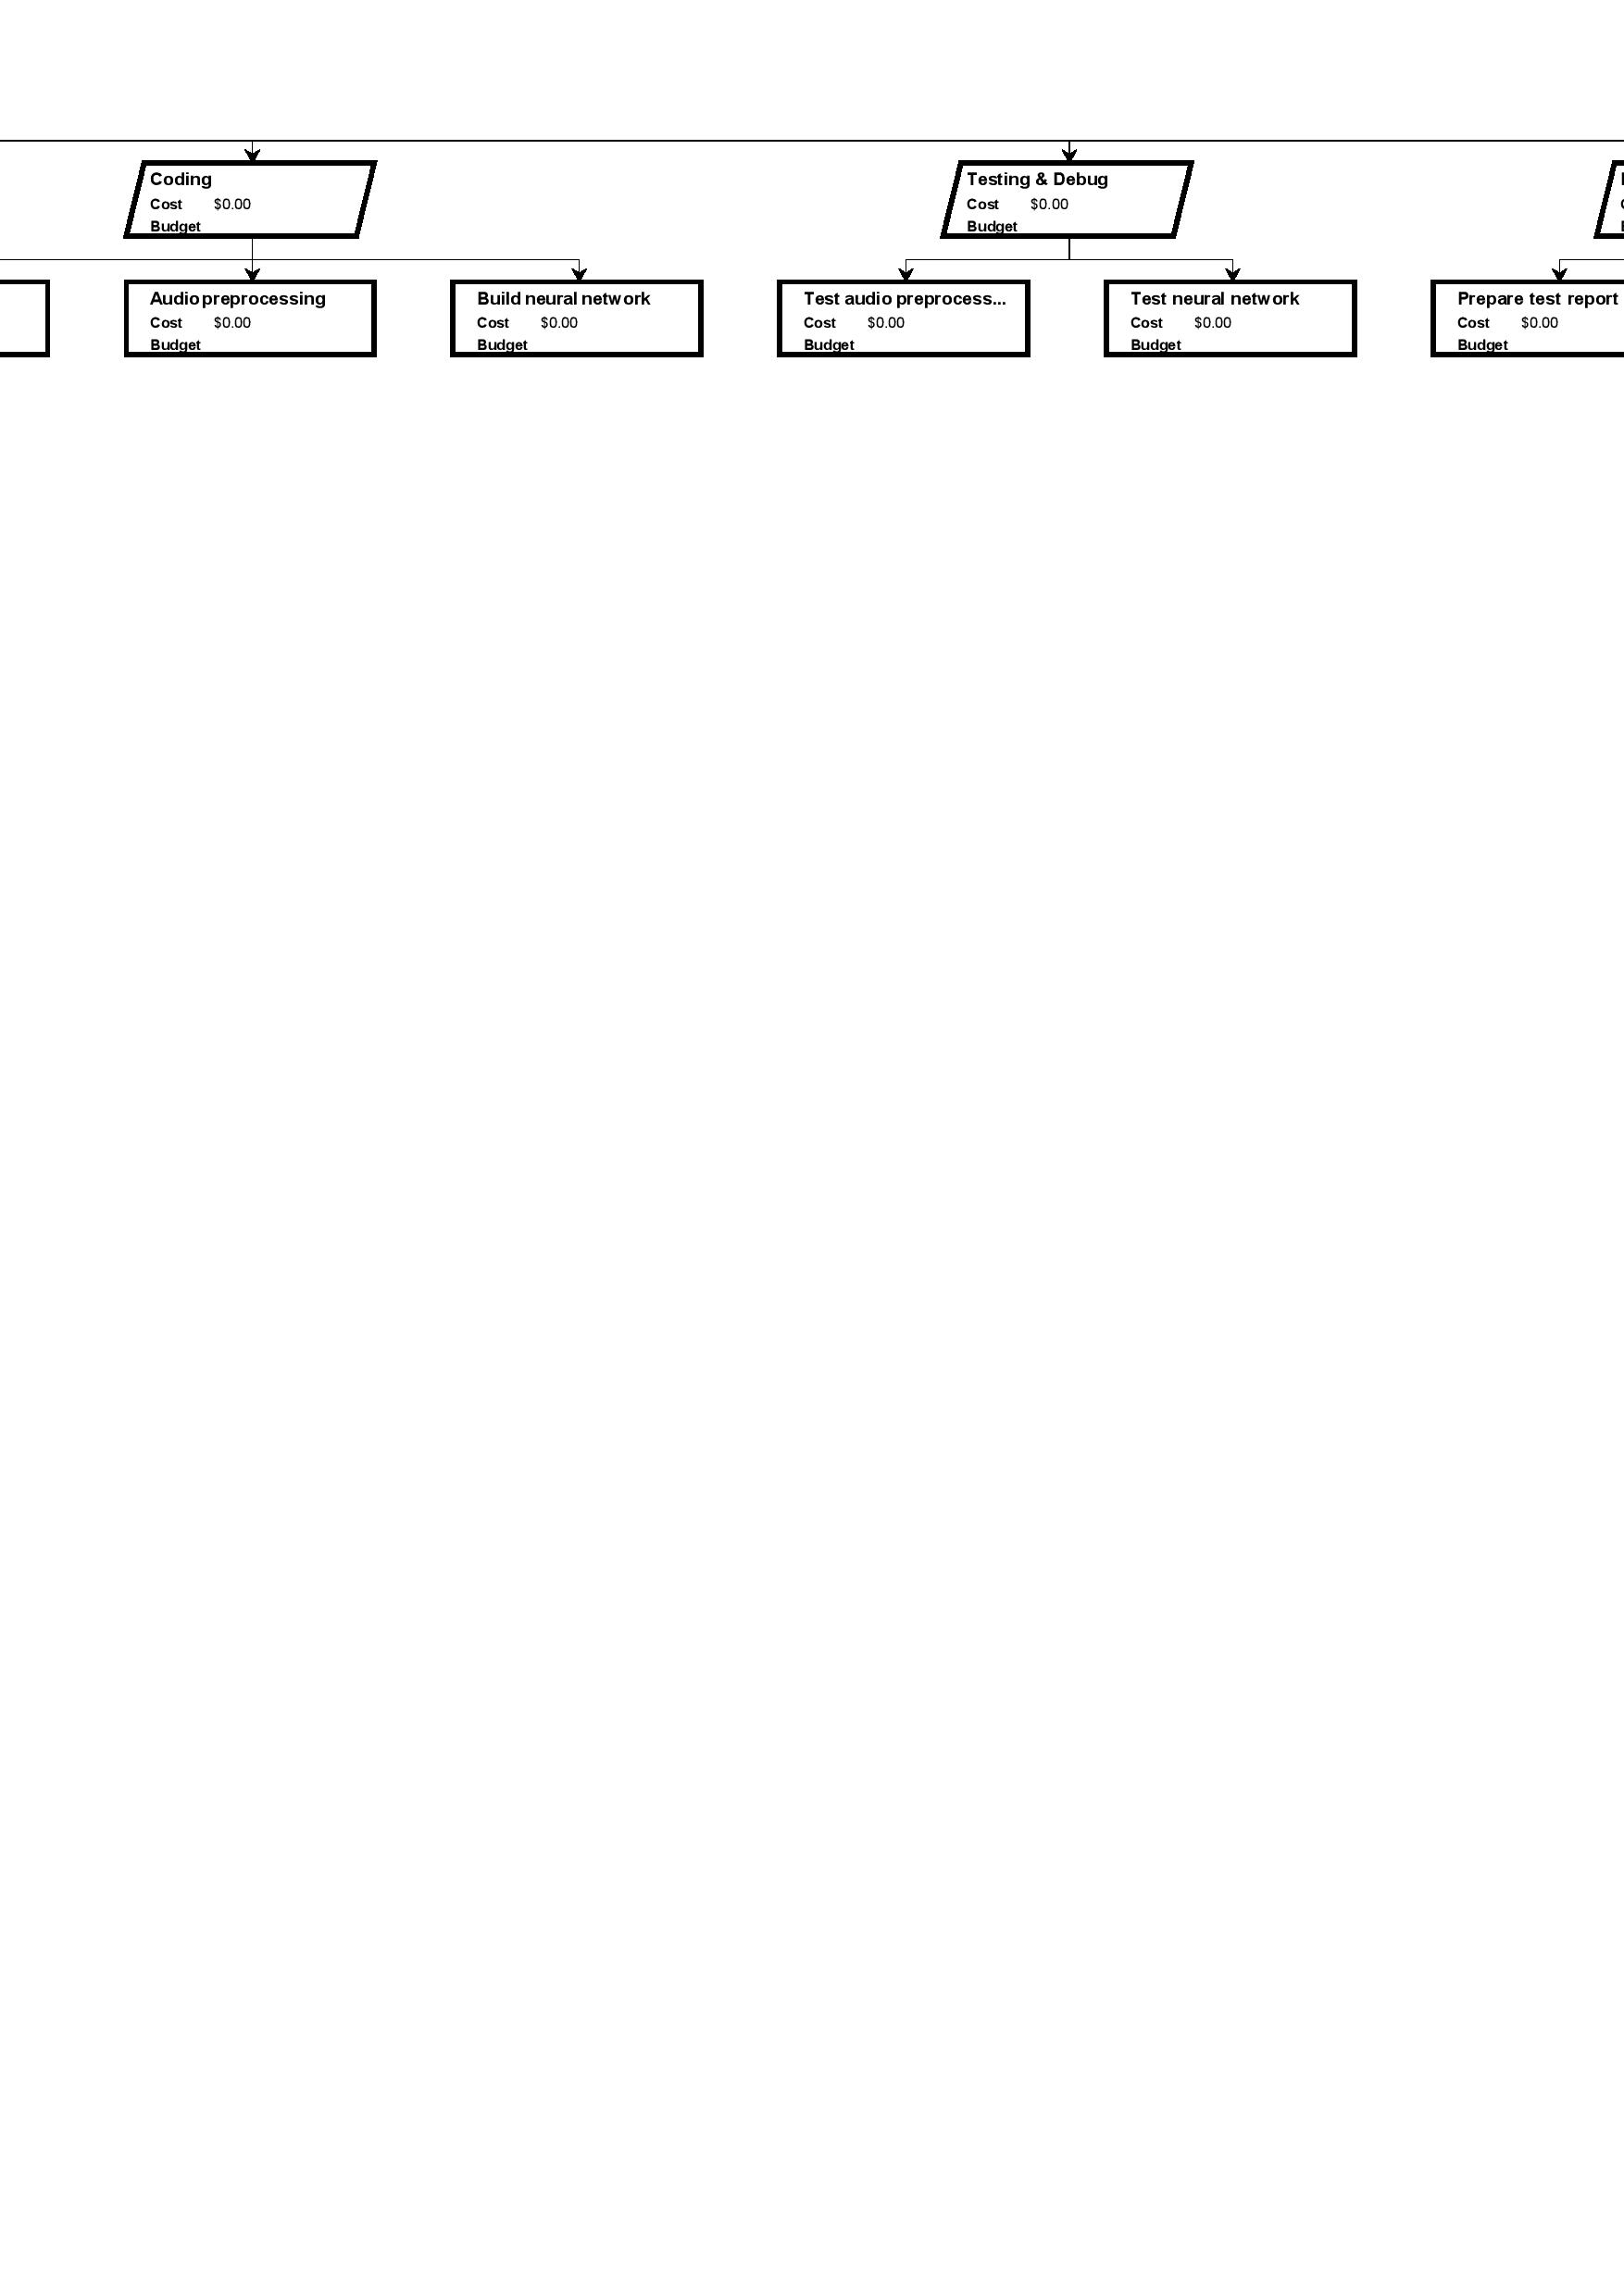 Coding
Cost $0.00
Budget
Testing & Debug
Cost $0.00
Budget
Audio preprocessing
Cost $0.00
Budget
Build neural network
Cost $0.00
Budget
Test audio preprocess...
Cost $0.00
Budget
Test neural network
Cost $0.00
Budget
Prepare test report
Cost $0.00
Budget